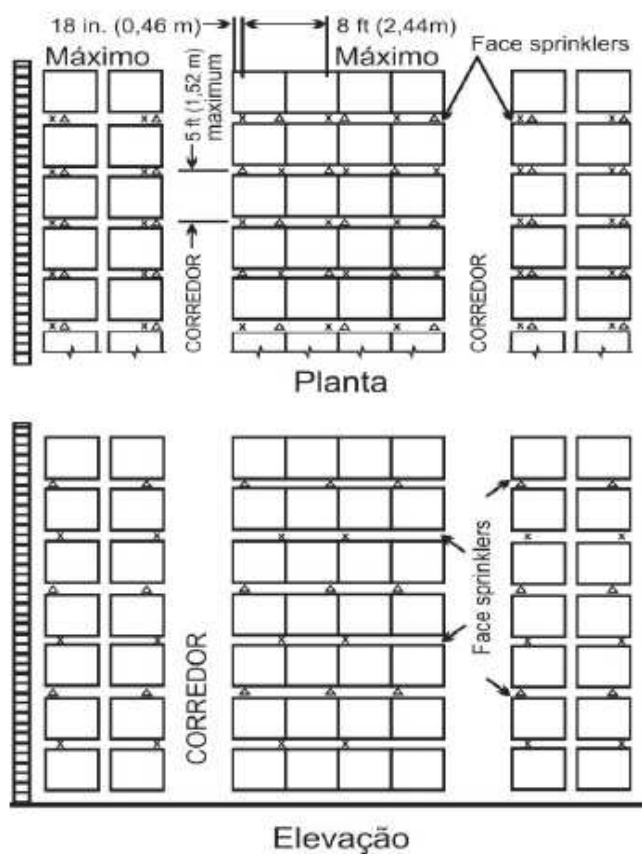 18 in. (0,46 m)
8 ft (2,44m)
Máximo
Máximo
Face sprinklers
5 ft (1,52 m)
maximum
CORREDOR
CORREDOR
Planta
Face sprinklers
CORREDOR
Elevação